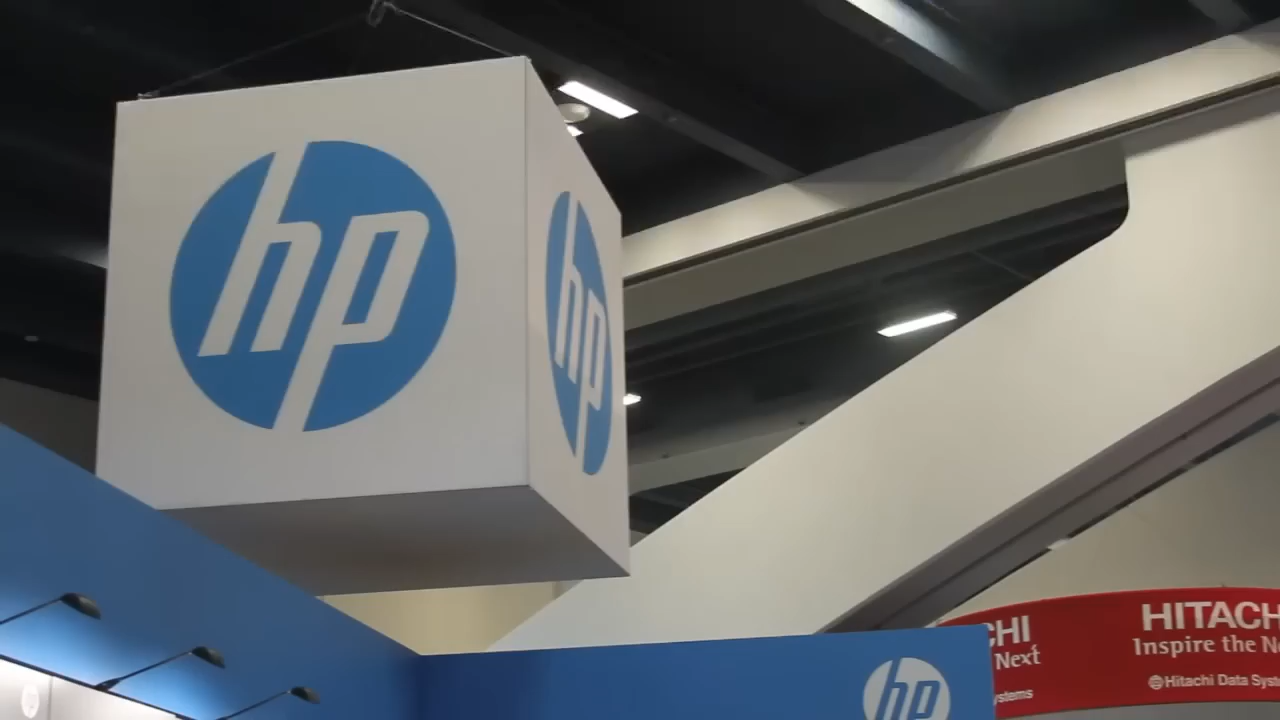 hp
hp
hp
CHI
Next
ystems
HITACH
Inspire the N
Hitachi Data Syst